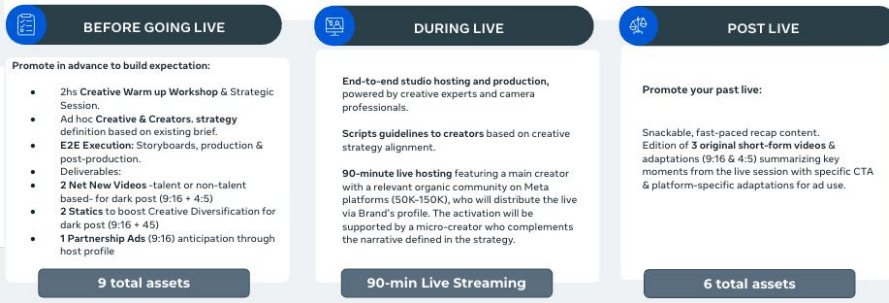 BEFORE GOING LIVE
Promote in advance to build expectation:
2hs Creative Warm up Workshop & Strategic
Session.
Ad hoc Creative & Creators. strategy
definition based on existing brief.
E2E Execution: Storyboards, production &
post-production.
Deliverables:
2 Net New Videos -talent or non-talent
based- for dark post (9:16 + 4:5)
2 Statics to boost Creative Diversification for
dark post (9:16 + 45)
1 Partnership Ads (9:16) anticipation through
host profile
9 total assets
DURING LIVE
End-to-end studio hosting and production,
powered by creative experts and camera
professionals.
Scripts guidelines to creators based on creative
strategy alignment.
90-minute live hosting featuring a main creator
with a relevant organic community on Meta
platforms (50K-150K), who will distribute the live
via Brand's profile. The activation will be
supported by a micro-creator who complements
the narrative defined in the strategy.
90-min Live Streaming
POST LIVE
Promote your past live:
Snackable, fast-paced recap content.
Edition of 3 original short-form videos &
adaptations (9:16 & 4:5) summarizing key
moments from the live session with specific CTA
& platform-specific adaptations for ad use.
6 total assets